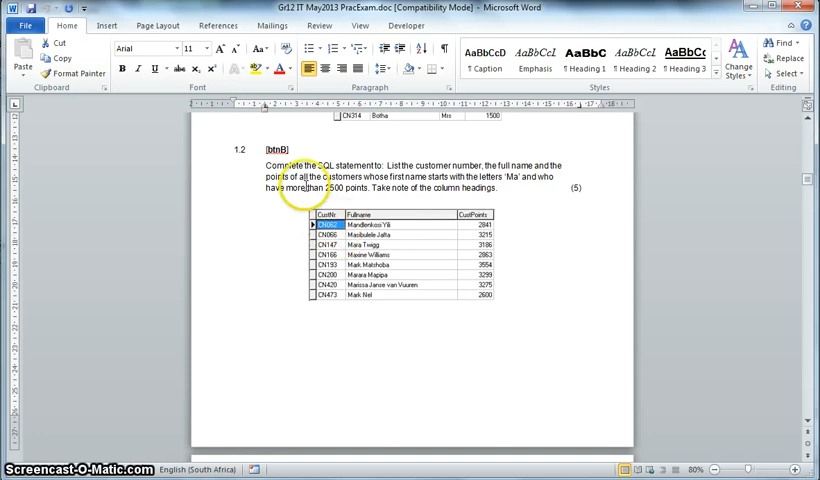 Gr12 IT May2013 PracExam.doc [Compatibility Mode] - Microsoft Word
File Home Insert Page Layout References Mailings Review View Developer
Cut
Copy
Format Painter
Paste
Clipboard
Arial 11
Font
Paragraph
AaBbCcD AaBbCcI AaBbC AaBbCc AaBbCc
¶ Caption Emphasis ¶ Heading 1 ¶ Heading 2 ¶ Heading 3
Styles
Change Styles
Find
Replace
Select
Editing
CN314 Botha Mrs 1500
1.2 [btnB]
Complete the SQL statement to: List the customer number, the full name and the
points of all the customers whose first name starts with the letters ‘Ma’ and who
have more than 2500 points. Take note of the column headings. (5)
CustNr Fullname CustPoints
CN062 Mandlenkosi Yili 2841
CN066 Masibulele Jafta 3215
CN147 Mara Twigg 3186
CN166 Maxine Williams 2863
CN193 Mark Matshoba 3554
CN200 Marara Mapipa 3299
CN420 Marissa Janse van Vuuren 3275
CN473 Mark Nel 2600
Screencast-O-Matic.com English (South Africa) 80%